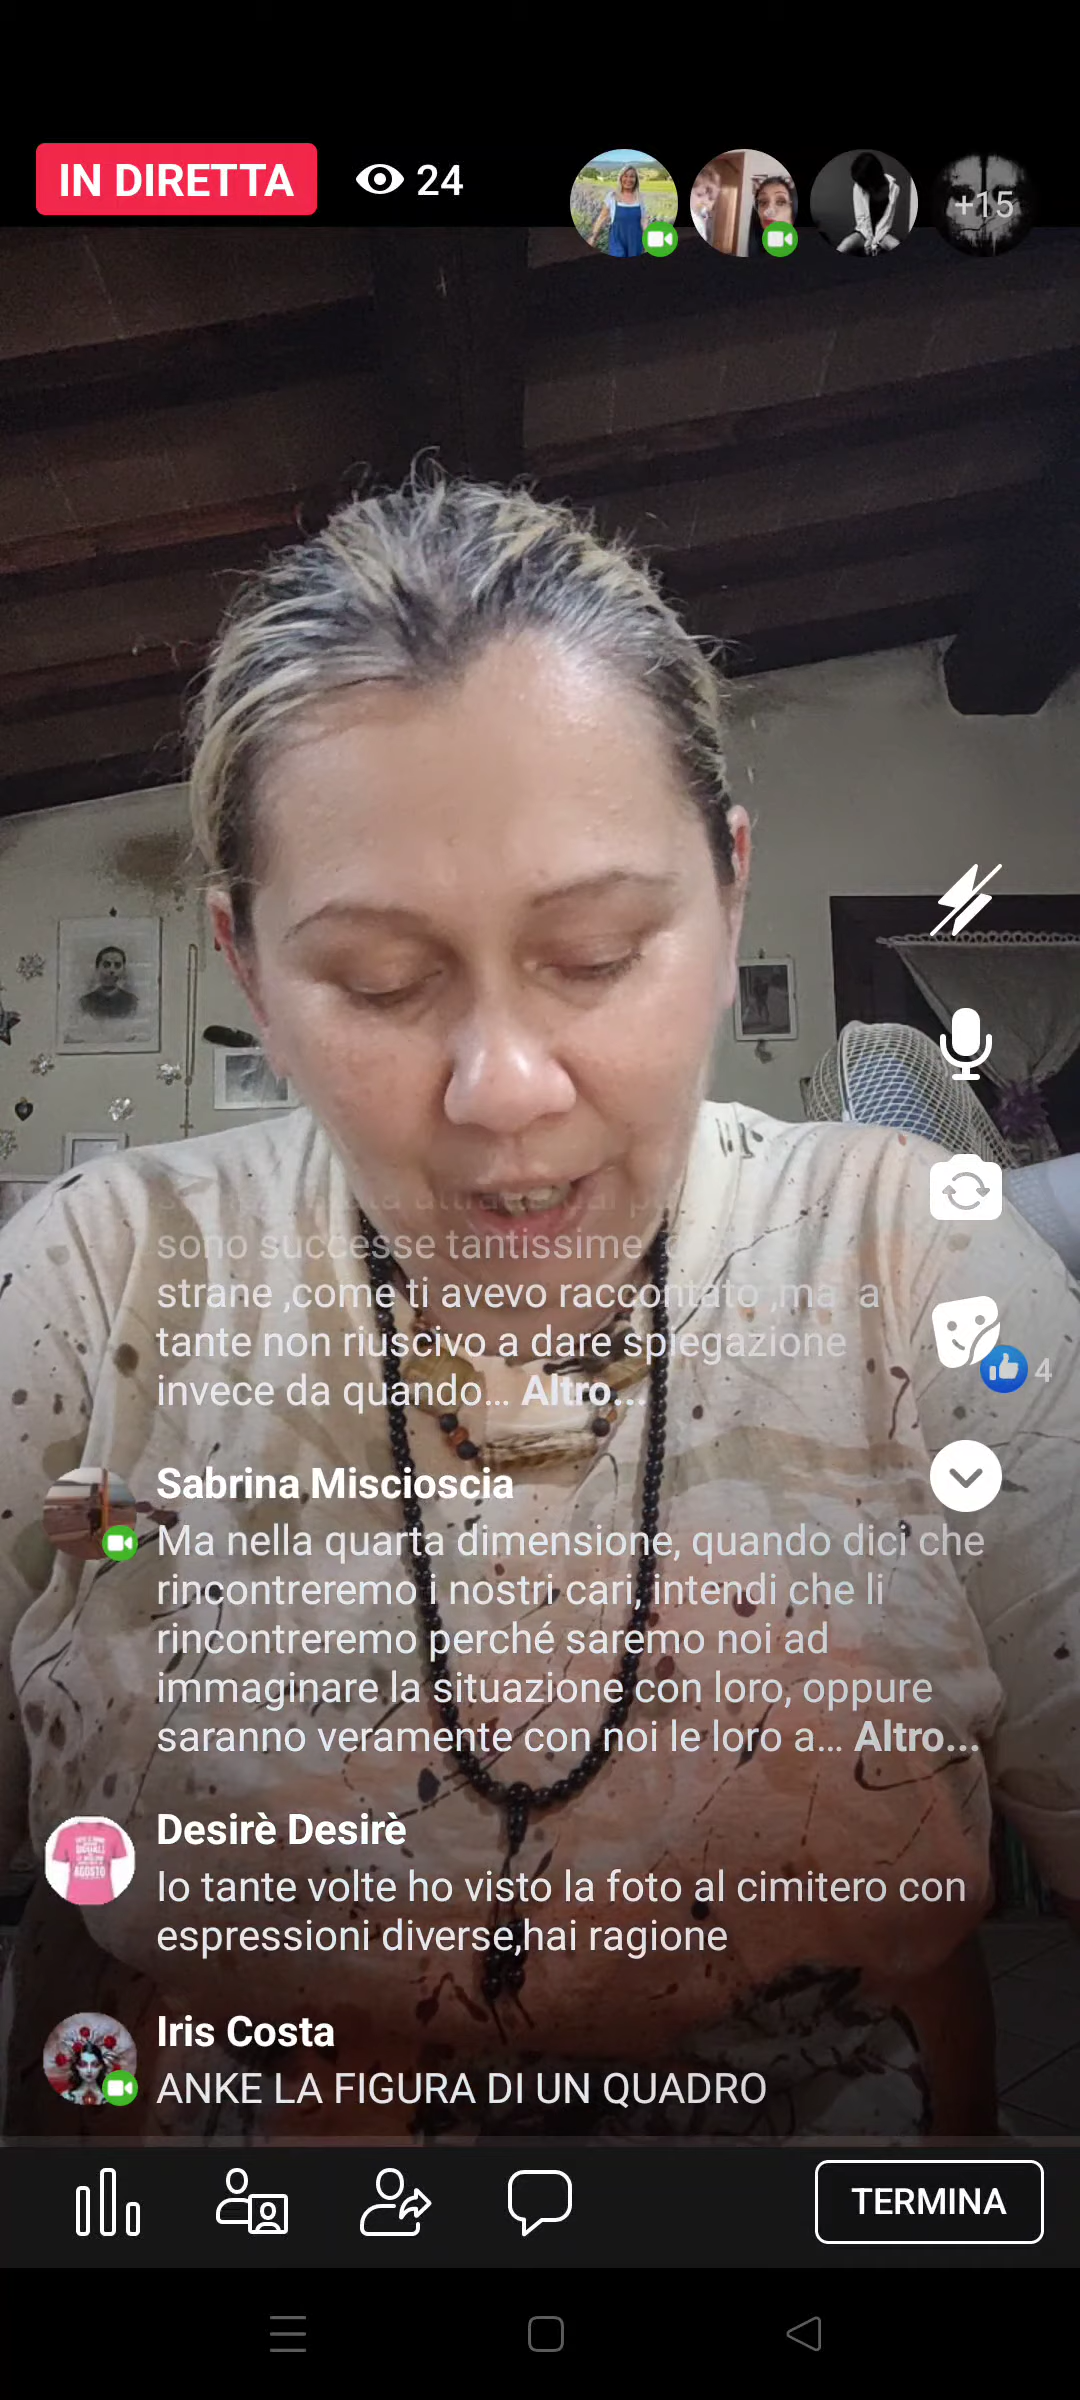 IN DIRETTA
24
+15
sono successe tantissime
strane ,come ti avevo raccontato ,ma a
tante non riuscivo a dare spiegazione
invece da quando... Altro...
4
Sabrina Miscioscia
Ma nella quarta dimensione, quando dici che
rincontreremo i nostri cari, intendi che li
rincontreremo perché saremo noi ad
immaginare la situazione con loro, oppure
saranno veramente con noi le loro a... Altro...
Desirè Desirè
Io tante volte ho visto la foto al cimitero con
espressioni diverse,hai ragione
Iris Costa
ANKE LA FIGURA DI UN QUADRO
TERMINA